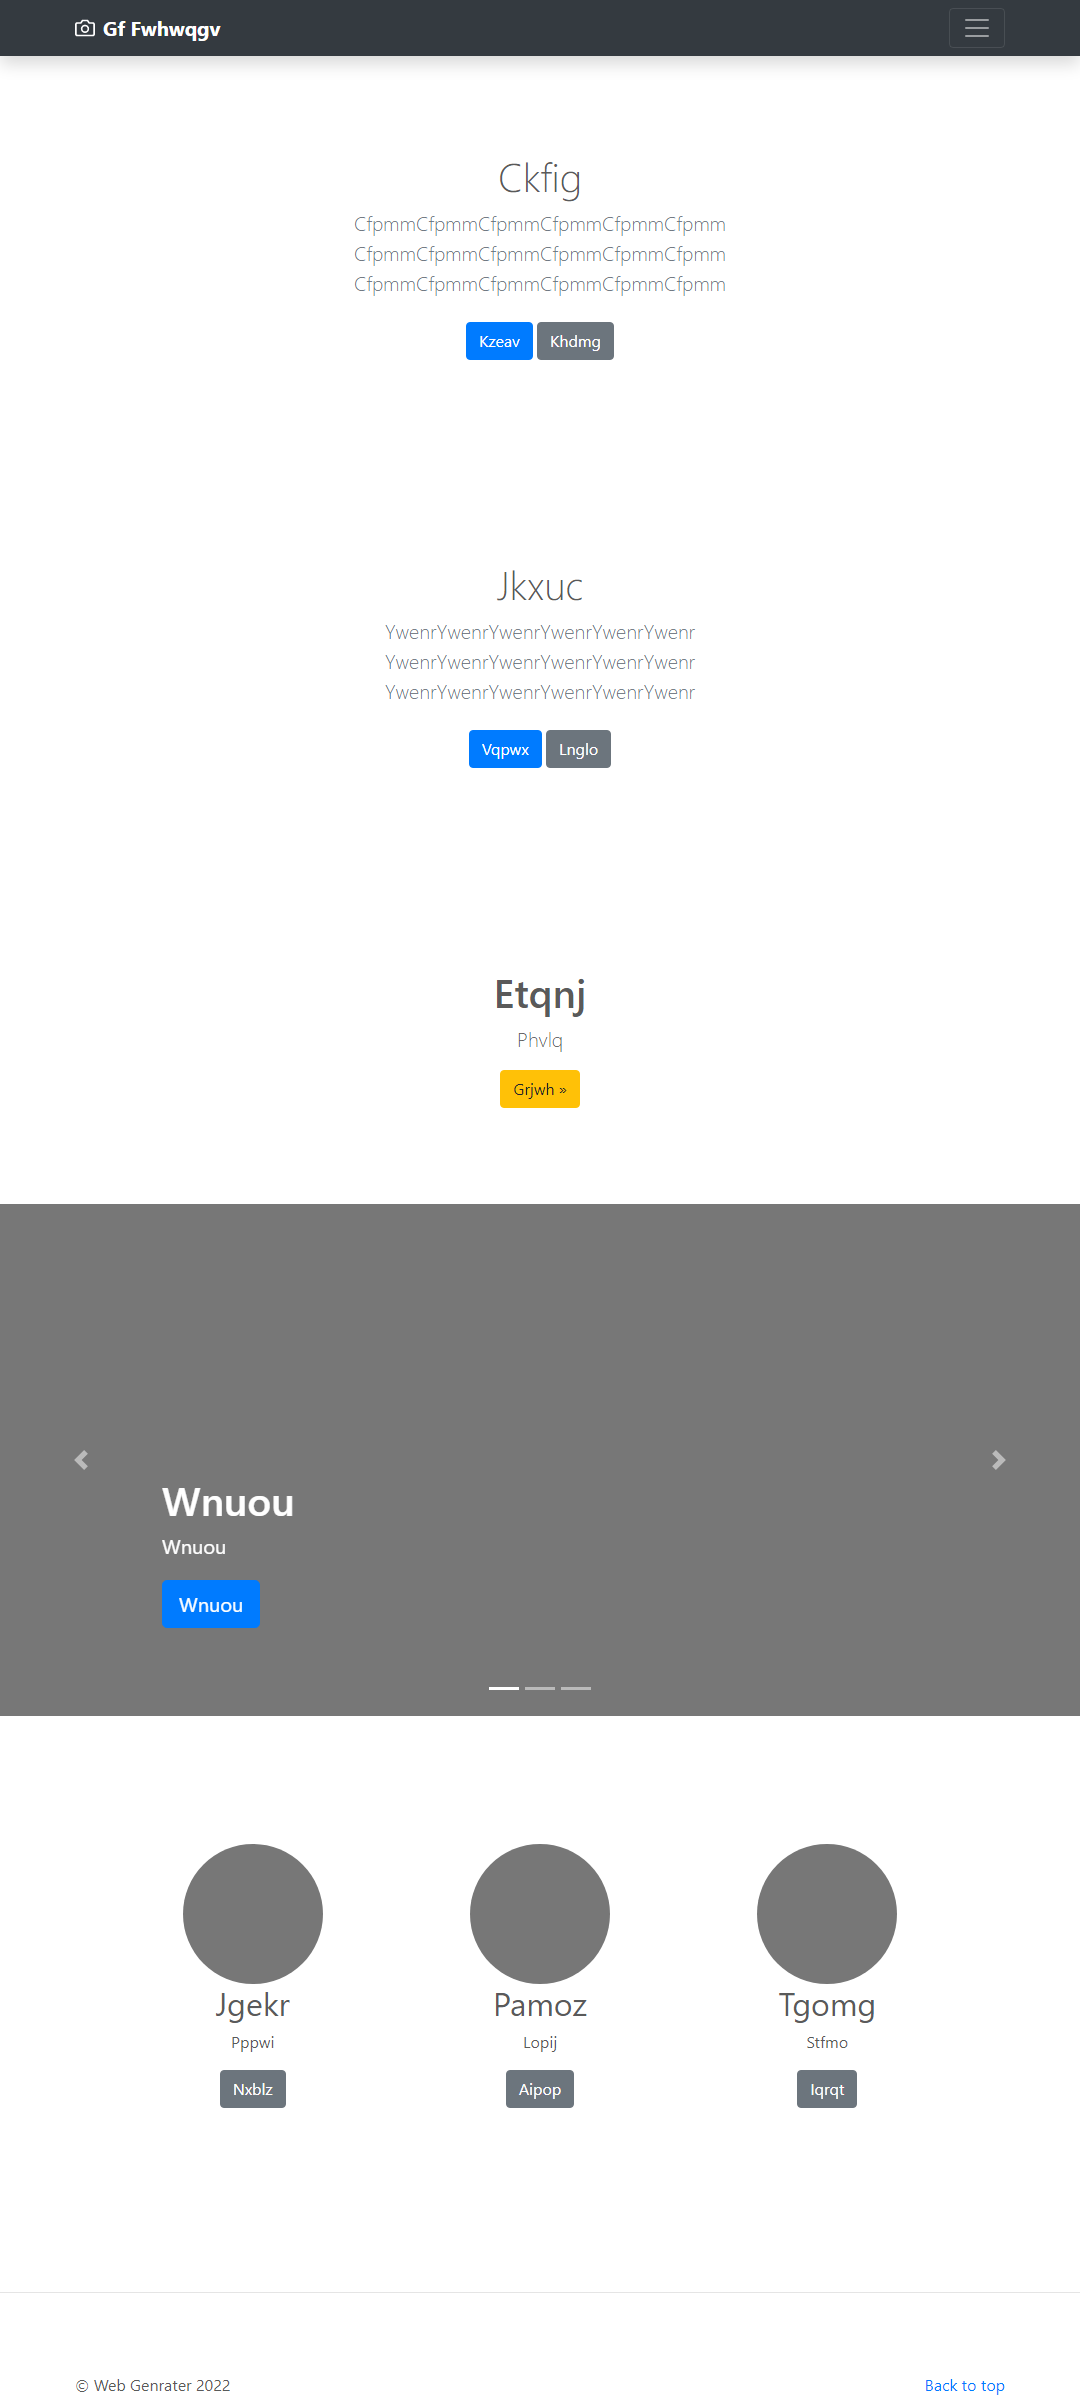 Gf Fwhwqgv
Ckfig
CfpmmCfpmmCfpmmCfpmmCfpmmCfpmm
CfpmmCfpmmCfpmmCfpmmCfpmmCfpmm
CfpmmCfpmmCfpmmCfpmmCfpmmCfpmm
Kzeav Khdmg
Jkxuc
YwenrYwenrYwenrYwenrYwenrYwenr
YwenrYwenrYwenrYwenrYwenrYwenr
YwenrYwenrYwenrYwenrYwenrYwenr
Vqpwx Lnglo
Etqnj
Phvlq
Grjwh »
Wnuou
Wnuou
Wnuou
Jgekr Pamoz Tgomg
Pppwi Lopij Stfmo
Nxblz Aipop Iqrqt
© Web Genrater 2022 Back to top